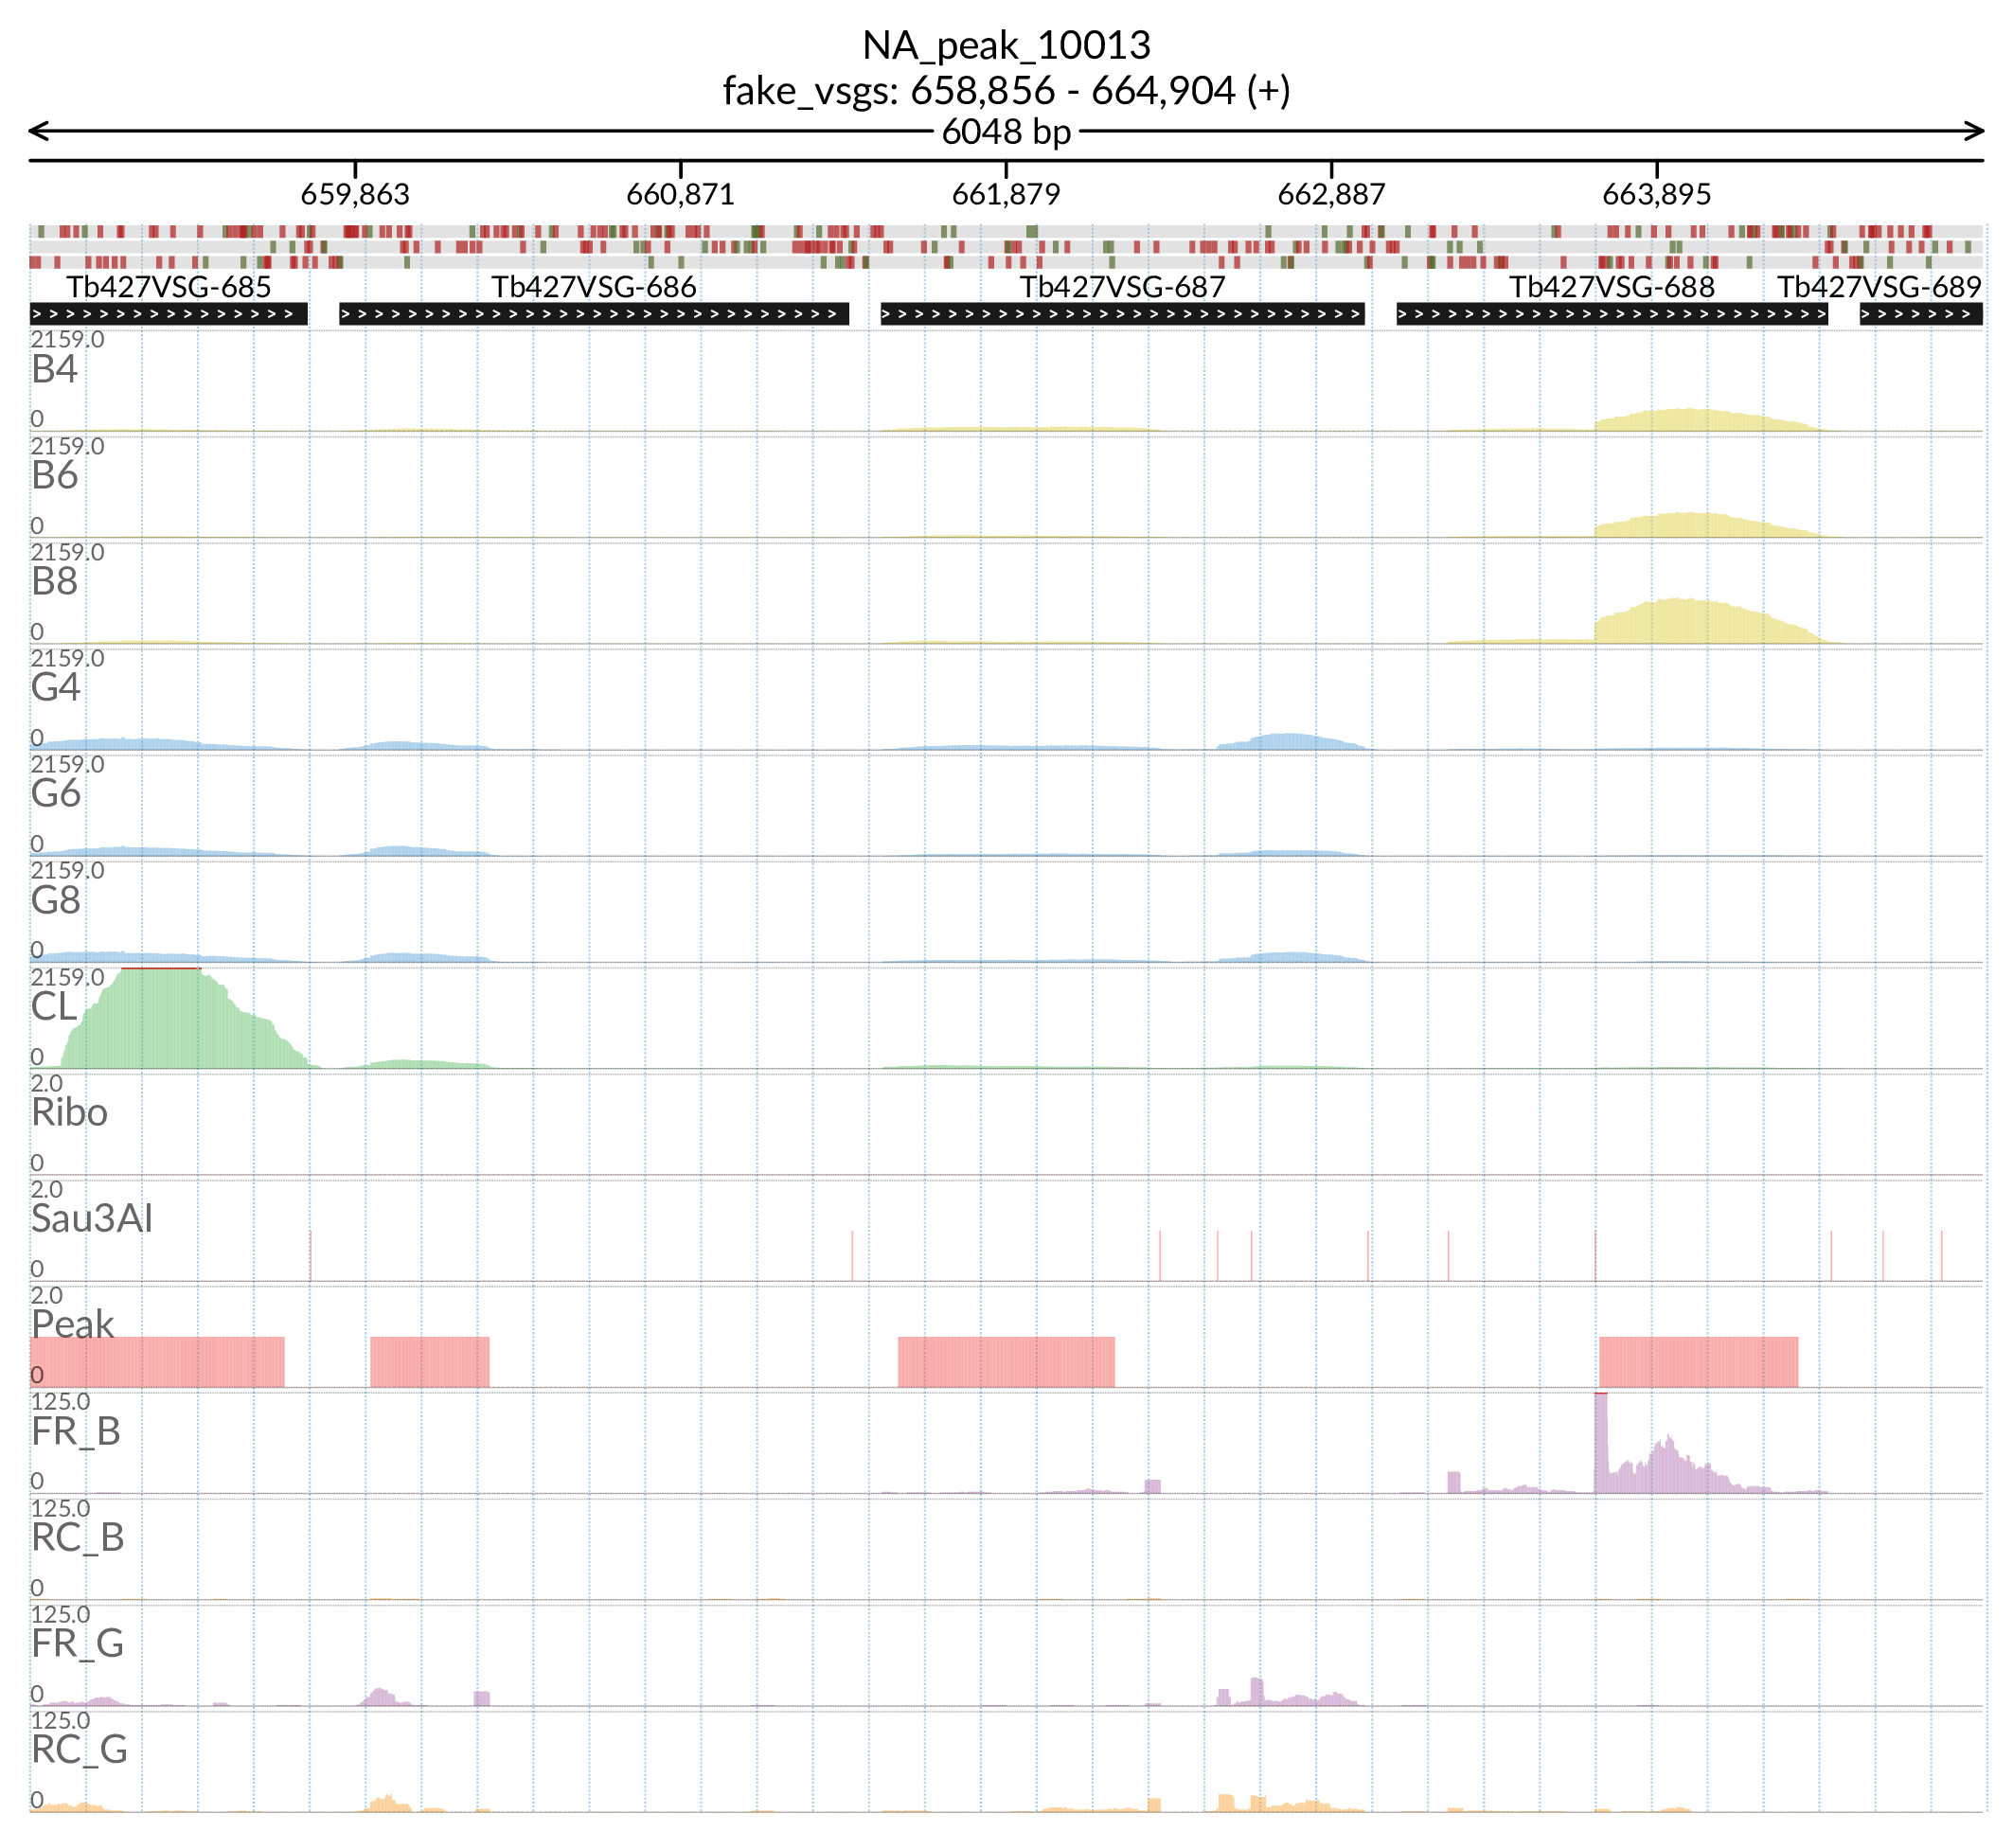 NA_peak_10013
fake_vsgs: 658,856 - 664,904 (+)
6048 bp
659,863 660,871 661,879 662,887 663,895
Tb427VSG-685 Tb427VSG-686 Tb427VSG-687 Tb427VSG-688 Tb427VSG-689
2159.0
B4
0
2159.0
B6
0
2159.0
B8
0
2159.0
G4
0
2159.0
G6
0
2159.0
G8
0
2159.0
CL
0
2.0
Ribo
0
2.0
Sau3AI
0
2.0
Peak
0
125.0
FR_B
0
125.0
RC_B
0
125.0
FR_G
0
125.0
RC_G
0